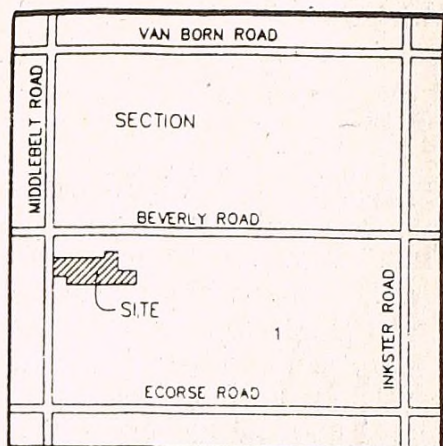 VAN BORN ROAD
MIDDLEBELT ROAD
SECTION
BEVERLY ROAD
SITE
1
INKSTER ROAD
ECORSE ROAD